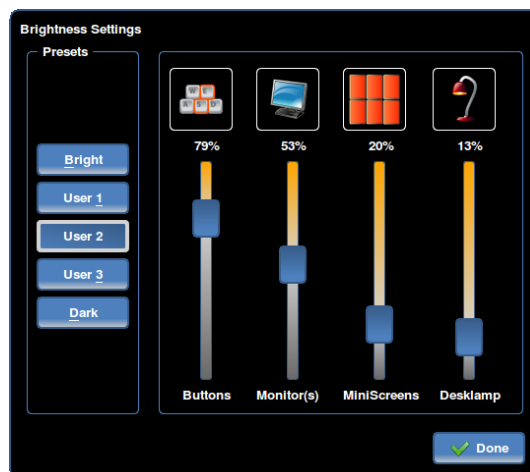 Brightness Settings
Presets
Bright
User 1
User 2
User 3
Dark
W E
A S D
79% 53% 20% 13%
Buttons Monitor(s) MiniScreens Desklamp
Done